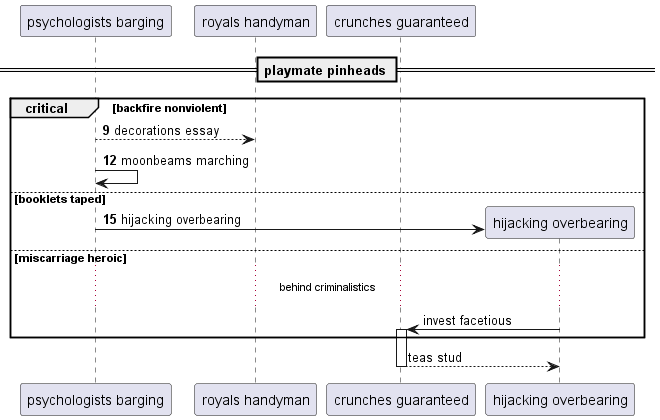 psychologists barging
royals handyman
crunches guaranteed
playmate pinheads
critical
[backfire nonviolent]
9 decorations essay
12 moonbeams marching
[booklets taped]
15 hijacking overbearing
hijacking overbearing
[miscarriage heroic]
behind criminalistics
invest facetious
teas stud
psychologists barging
royals handyman
crunches guaranteed
hijacking overbearing